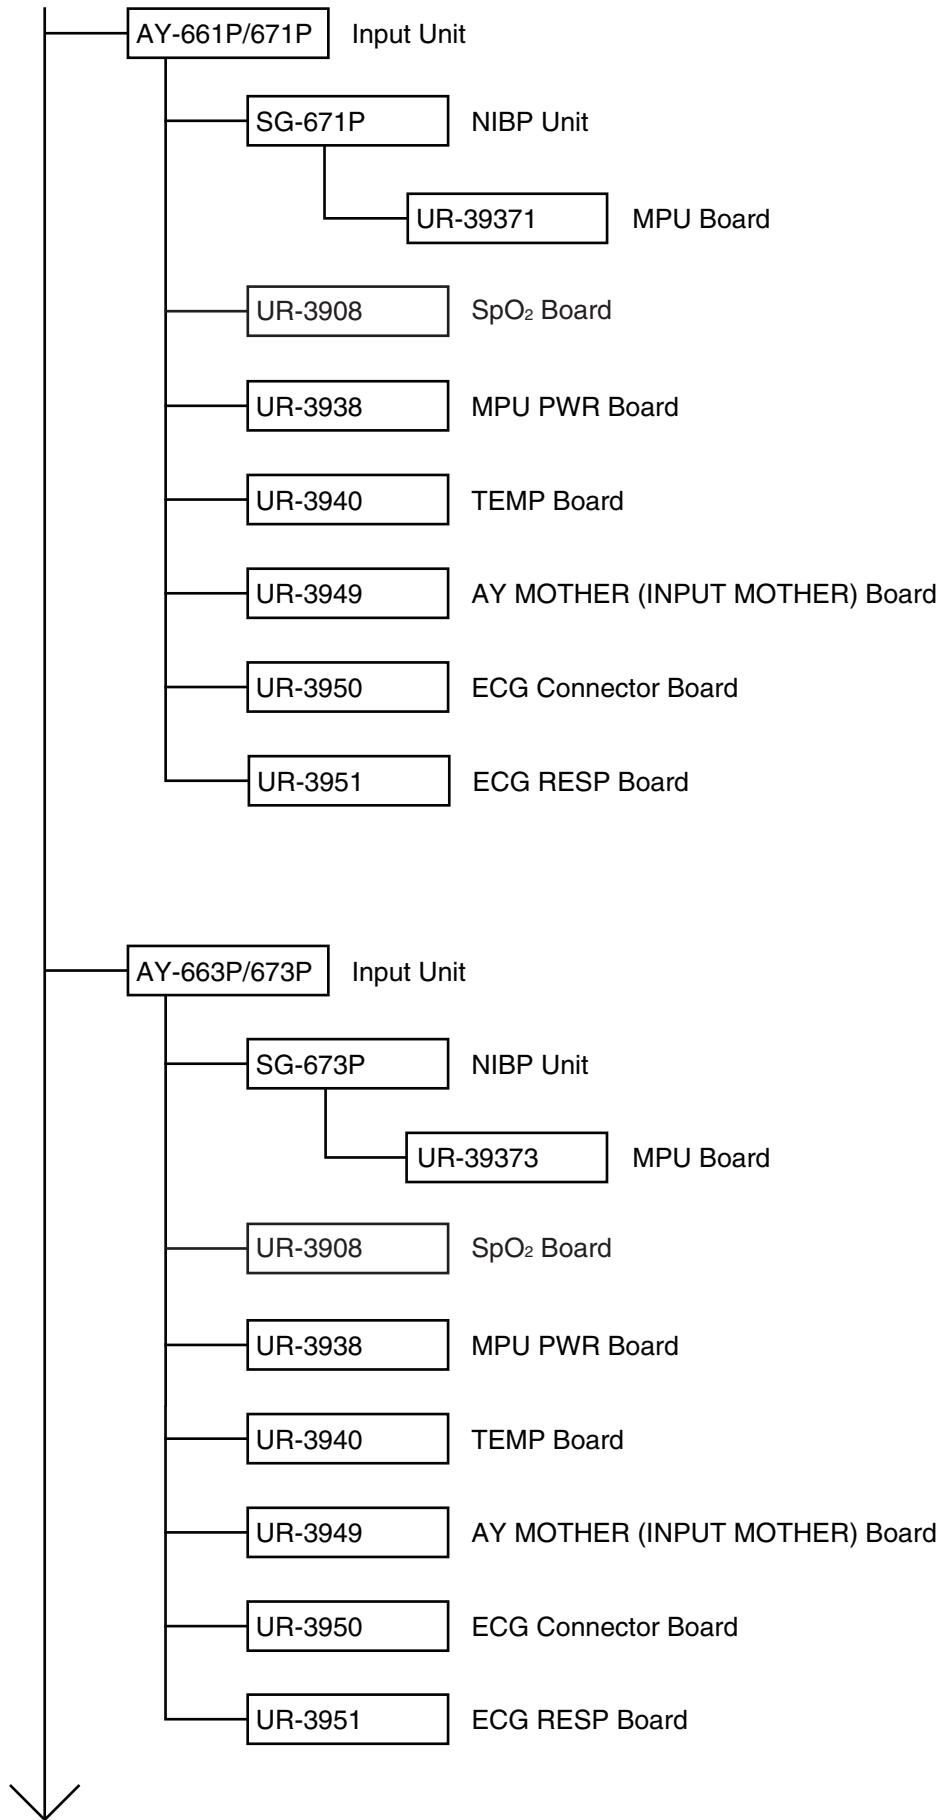 AY-661P/671P Input Unit
SG-671P NIBP Unit
UR-39371 MPU Board
UR-3908 SpO₂ Board
UR-3938 MPU PWR Board
UR-3940 TEMP Board
UR-3949 AY MOTHER (INPUT MOTHER) Board
UR-3950 ECG Connector Board
UR-3951 ECG RESP Board
AY-663P/673P Input Unit
SG-673P NIBP Unit
UR-39373 MPU Board
UR-3908 SpO₂ Board
UR-3938 MPU PWR Board
UR-3940 TEMP Board
UR-3949 AY MOTHER (INPUT MOTHER) Board
UR-3950 ECG Connector Board
UR-3951 ECG RESP Board